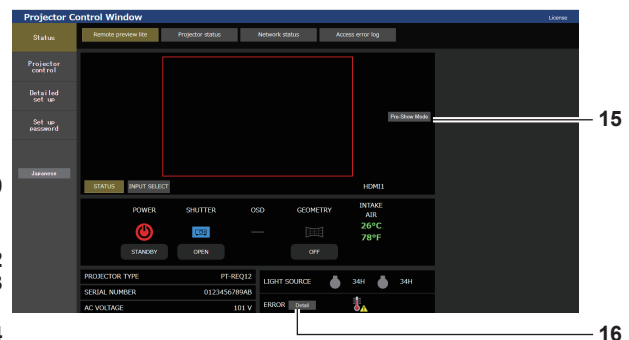 Projector Control Window
License
Status
Remote preview lite
Projector status
Network status
Access error log
Projector
control
Detailed
set up
Set up
password
Japanese
Pre-Show Mode
15
STATUS
INPUT SELECT
HDMI1
POWER
SHUTTER
OSD
GEOMETRY
INTAKE
AIR
26°C
78°F
STANDBY
OPEN
OFF
PROJECTOR TYPE
PT-REQ12
SERIAL NUMBER
0123456789AB
AC VOLTAGE
101 V
LIGHT SOURCE
34H
34H
ERROR
Detail
16